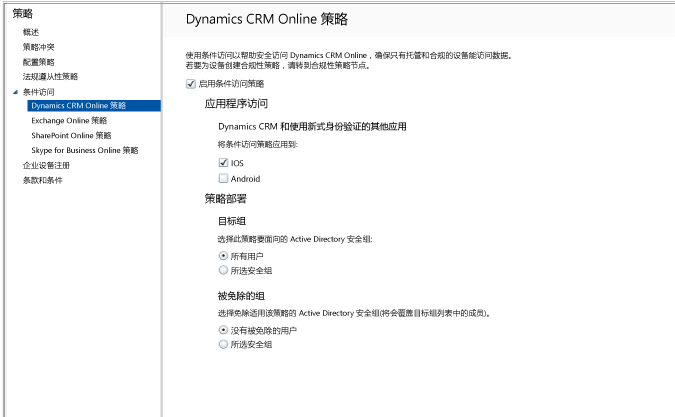 策略
概述
策略冲突
配置策略
法规遵从性策略
条件访问
Dynamics CRM Online 策略
Exchange Online 策略
SharePoint Online 策略
Skype for Business Online 策略
企业设备注册
条款和条件
Dynamics CRM Online 策略
使用条件访问以帮助安全访问 Dynamics CRM Online，确保只有托管和合规的设备能访问数据。
若要为设备创建合规性策略，请转到合规性策略节点。
启用条件访问策略
应用程序访问
Dynamics CRM 和使用新式身份验证的其他应用
将条件访问策略应用到:
IOS
Android
策略部署
目标组
选择此策略要面向的 Active Directory 安全组:
所有用户
所选安全组
被免除的组
选择免除适用该策略的 Active Directory 安全组(将会覆盖目标组列表中的成员)。
没有被免除的用户
所选安全组